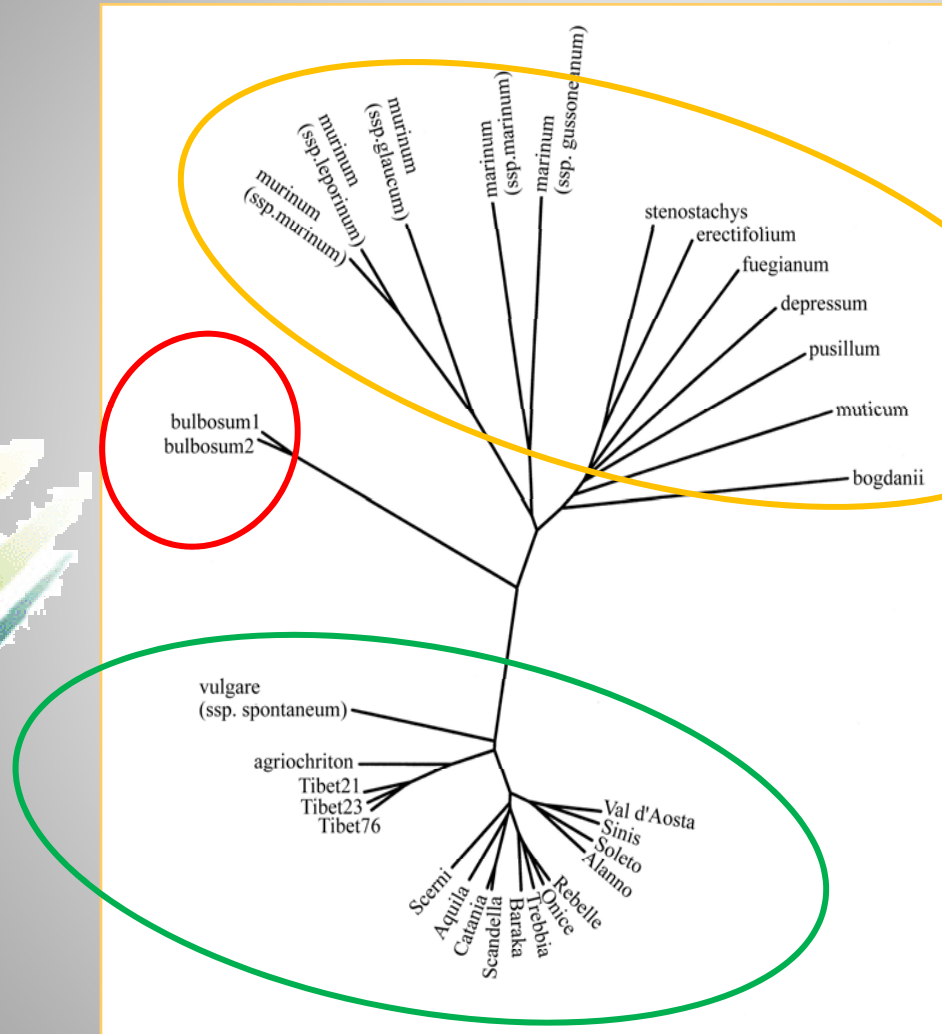 murinum
(ssp.murinum)
murinum
(ssp.leporinum)
murinun
(ssp.glaucum)
marinum
(ssp.marinum)
marinum
(ssp. gussoneanum)
stenostachys
erectifolium
fuegianum
depressum
pusillum
muticum
bogdanii
bulbosum1
bulbosum2
vulgare
(ssp. spontaneum)
agriochriton
Tibet21
Tibet23
Tibet76
Scerni
Aquila
Catania
Scandella
Baraka
Trebbia
Onice
Rebelle
Alanno
Soleto
Sinis
Val d'Aosta